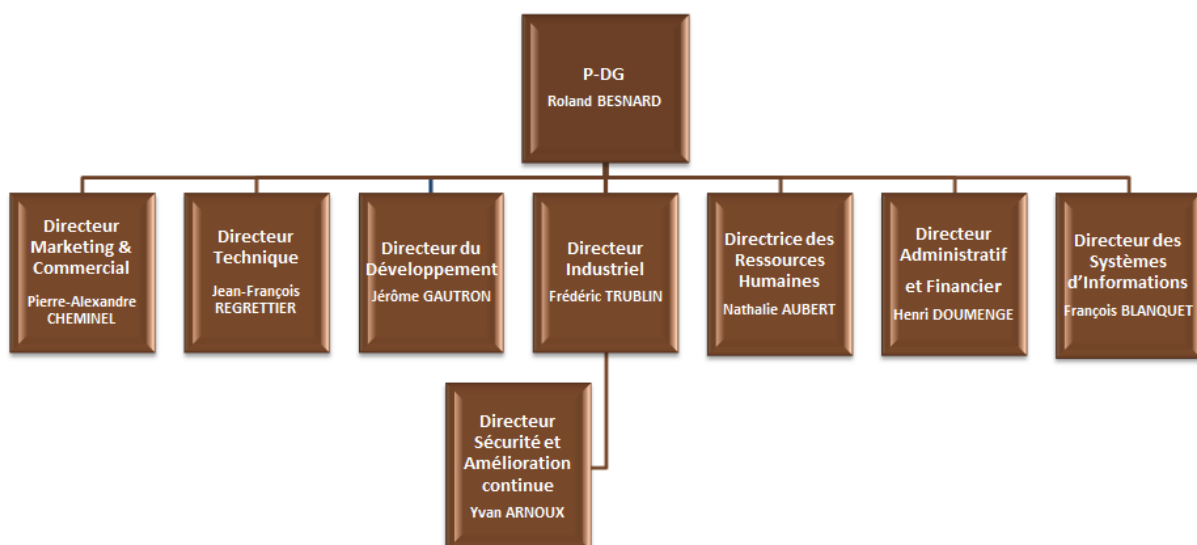 P-DG
Roland BESNARD
Directeur
Marketing &
Commercial
Pierre-Alexandre
CHEMINEL
Directeur
Technique
Jean-François
REGRETTIER
Directeur du
Développement
Jérôme GAUTRON
Directeur
Industriel
Frédéric TRUBLIN
Directrice des
Ressources
Humaines
Nathalie AUBERT
Directeur
Administratif
et Financier
Henri DOUMENGE
Directeur des
Systèmes
d’Informations
François BLANQUET
Directeur
Sécurité et
Amélioration
continue
Yvan ARNOUX